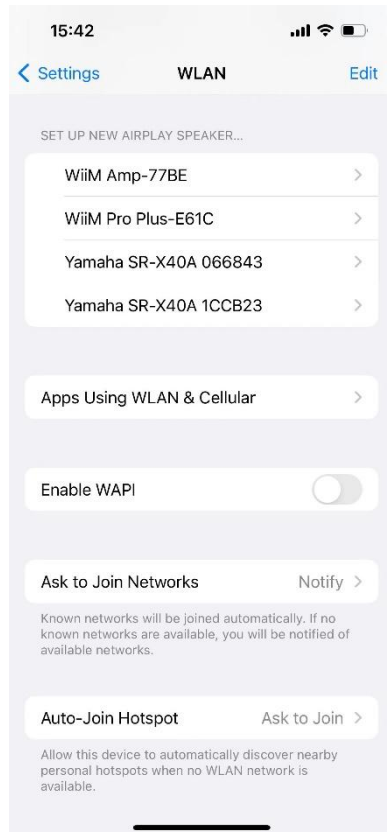 15:42
Settings
WLAN
Edit
SET UP NEW AIRPLAY SPEAKER...
WiiM Amp-77BE
WiiM Pro Plus-E61C
Yamaha SR-X40A 066843
Yamaha SR-X40A 1CCB23
Apps Using WLAN & Cellular
Enable WAPI
Ask to Join Networks
Notify
Known networks will be joined automatically. If no
known networks are available, you will be notified of
available networks.
Auto-Join Hotspot
Ask to Join
Allow this device to automatically discover nearby
personal hotspots when no WLAN network is
available.